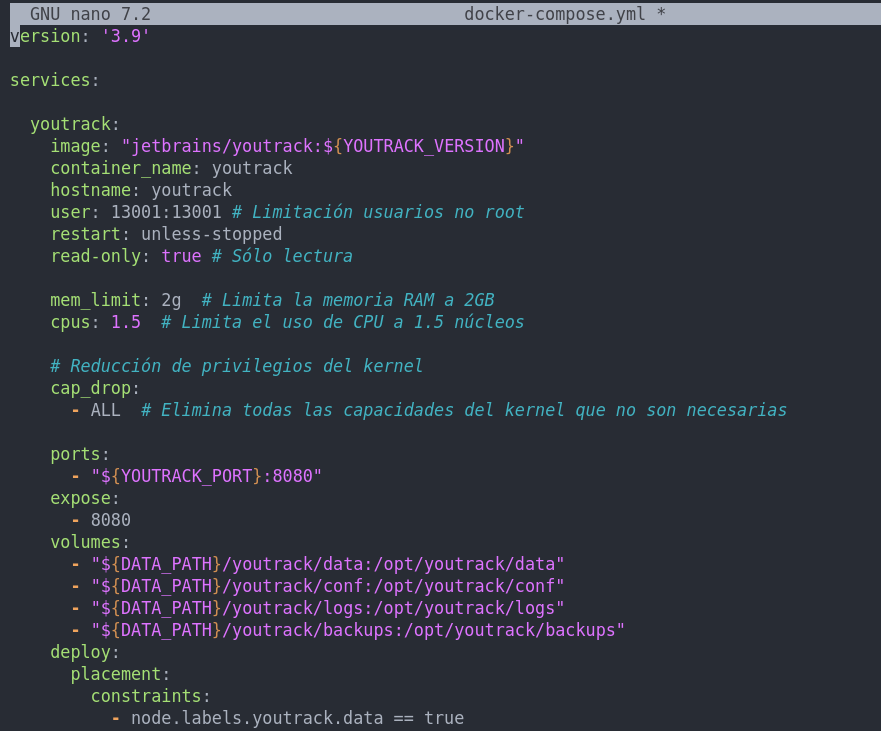 GNU nano 7.2 docker-compose.yml *
version: '3.9'
services:
youtrack:
image: "jetbrains/youtrack:${YOUTRACK_VERSION}"
container_name: youtrack
hostname: youtrack
user: 13001:13001 # Limitación usuarios no root
restart: unless-stopped
read-only: true # Sólo lectura
mem_limit: 2g  # Limita la memoria RAM a 2GB
cpus: 1.5  # Limita el uso de CPU a 1.5 núcleos
# Reducción de privilegios del kernel
cap_drop:
- ALL  # Elimina todas las capacidades del kernel que no son necesarias
ports:
- "${YOUTRACK_PORT}:8080"
expose:
- 8080
volumes:
- "${DATA_PATH}/youtrack/data:/opt/youtrack/data"
- "${DATA_PATH}/youtrack/conf:/opt/youtrack/conf"
- "${DATA_PATH}/youtrack/logs:/opt/youtrack/logs"
- "${DATA_PATH}/youtrack/backups:/opt/youtrack/backups"
deploy:
placement:
constraints:
- node.labels.youtrack.data == true